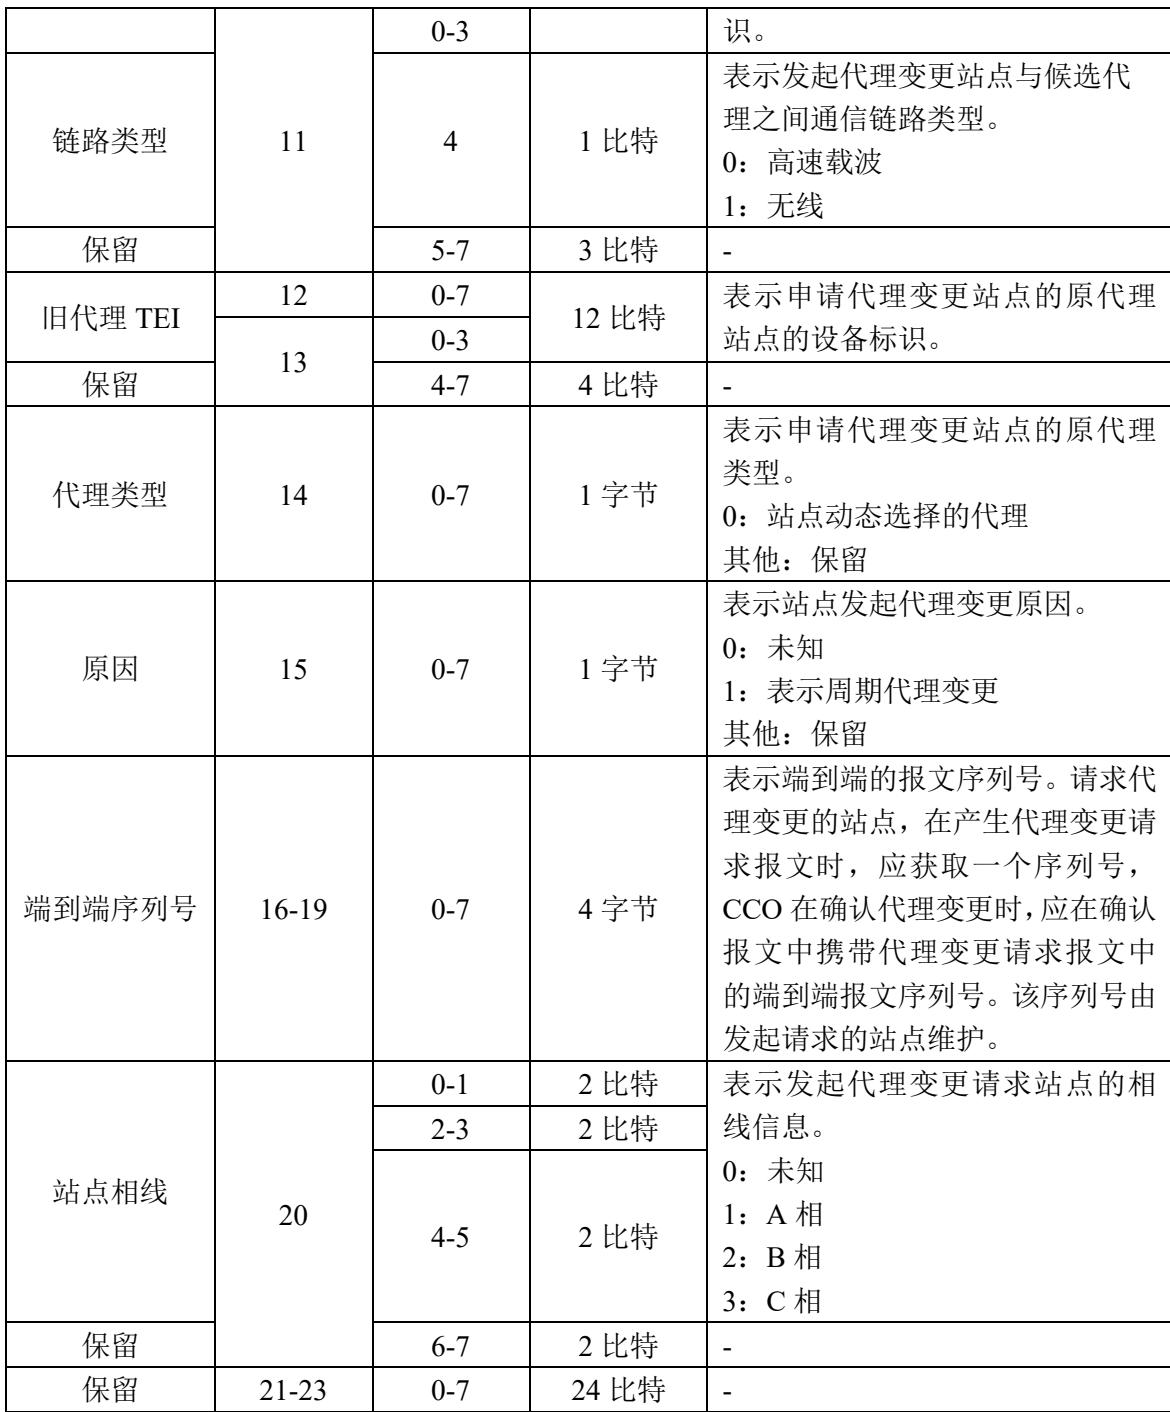 0-3
识。
链路类型
11
4
1 比特
表示发起代理变更站点与候选代
理之间通信链路类型。
0：高速载波
1：无线
保留
5-7
3 比特
-
旧代理 TEI
12
0-7
12 比特
表示申请代理变更站点的原代理
站点的设备标识。
13
0-3
保留
4-7
4 比特
-
代理类型
14
0-7
1 字节
表示申请代理变更站点的原代理
类型。
0：站点动态选择的代理
其他：保留
原因
15
0-7
1 字节
表示站点发起代理变更原因。
0：未知
1：表示周期代理变更
其他：保留
端到端序列号
16-19
0-7
4 字节
表示端到端的报文序列号。请求代
理变更的站点，在产生代理变更请
求报文时，应获取一个序列号，
CCO 在确认代理变更时，应在确认
报文中携带代理变更请求报文中
的端到端报文序列号。该序列号由
发起请求的站点维护。
站点相线
20
0-1
2 比特
2-3
2 比特
4-5
2 比特
表示发起代理变更请求站点的相
线信息。
0：未知
1：A 相
2：B 相
3：C 相
保留
6-7
2 比特
-
保留
21-23
0-7
24 比特
-